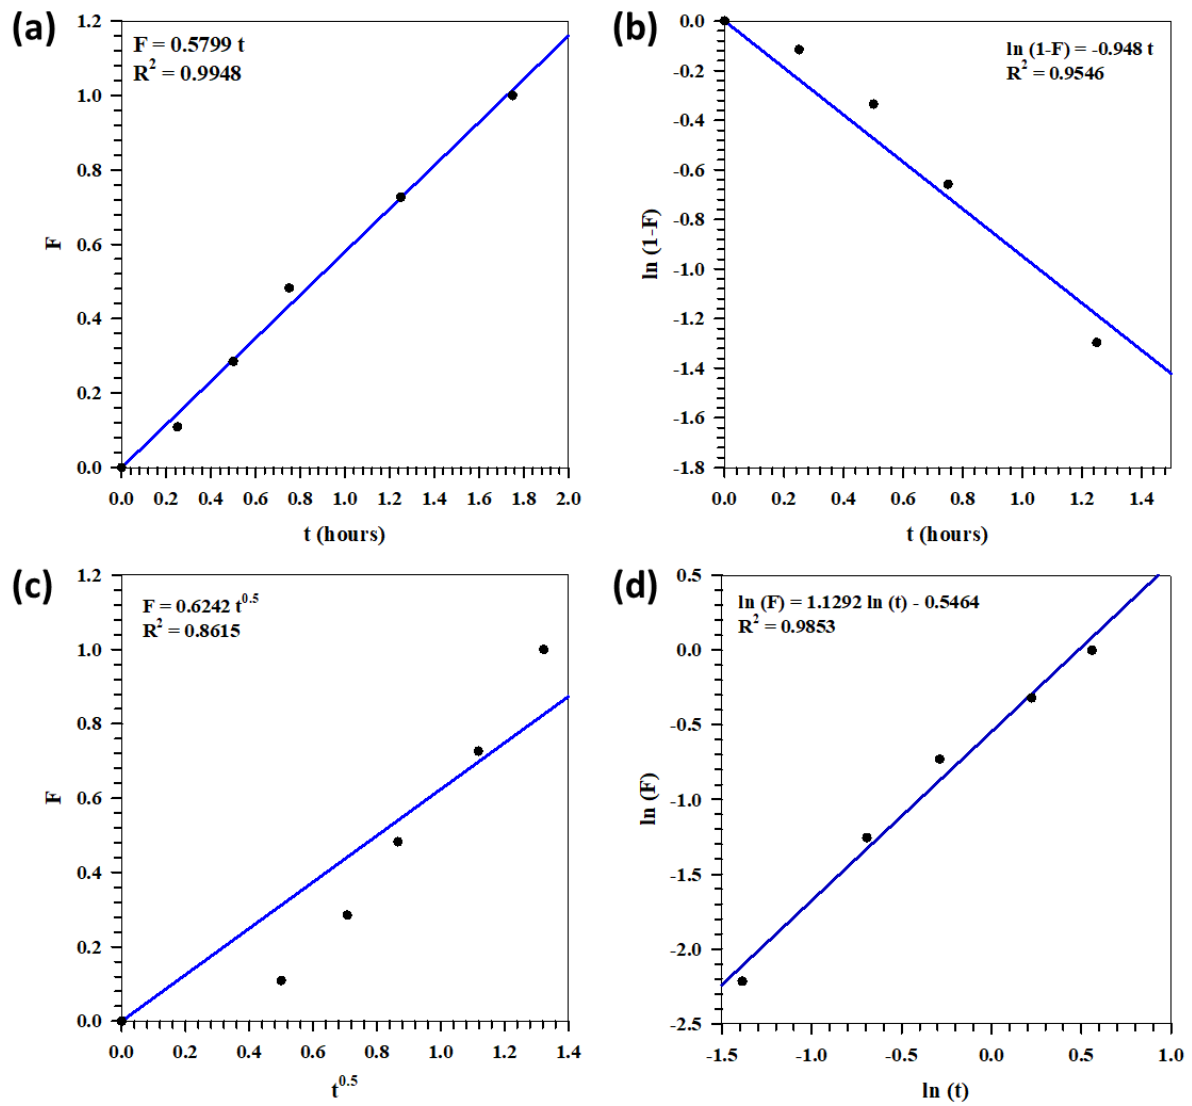 (a)
F = 0.5799 t
R² = 0.9948
1.2
1.0
0.8
0.6
0.4
0.2
0.0
F
0.0 0.2 0.4 0.6 0.8 1.0 1.2 1.4 1.6 1.8 2.0
t (hours)
(b)
ln (1-F) = -0.948 t
R² = 0.9546
0.0
-0.2
-0.4
-0.6
-0.8
-1.0
-1.2
-1.4
-1.6
-1.8
ln (1-F)
0.0 0.2 0.4 0.6 0.8 1.0 1.2 1.4
t (hours)
(c)
F = 0.6242 t^0.5
R² = 0.8615
1.2
1.0
0.8
0.6
0.4
0.2
0.0
F
0.0 0.2 0.4 0.6 0.8 1.0 1.2 1.4
t^0.5
(d)
ln (F) = 1.1292 ln (t) - 0.5464
R² = 0.9853
0.5
0.0
-0.5
-1.0
-1.5
-2.0
-2.5
ln (F)
-1.5 -1.0 -0.5 0.0 0.5 1.0
ln (t)